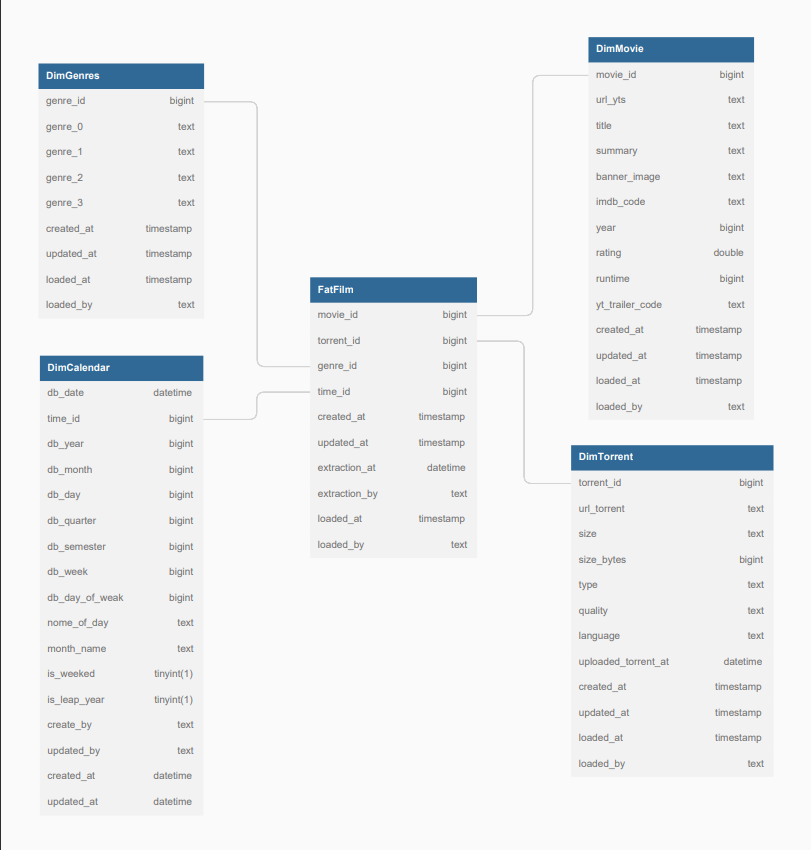 DimGenres
genre_id bigint
genre_0 text
genre_1 text
genre_2 text
genre_3 text
created_at timestamp
updated_at timestamp
loaded_at timestamp
loaded_by text
DimCalendar
db_date datetime
time_id bigint
db_year bigint
db_month bigint
db_day bigint
db_quarter bigint
db_semester bigint
db_week bigint
db_day_of_weak bigint
nome_of_day text
month_name text
is_weeked tinyint(1)
is_leap_year tinyint(1)
create_by text
updated_by text
created_at datetime
updated_at datetime
FatFilm
movie_id bigint
torrent_id bigint
genre_id bigint
time_id bigint
created_at timestamp
updated_at timestamp
extraction_at datetime
extraction_by text
loaded_at timestamp
loaded_by text
DimMovie
movie_id bigint
url_yts text
title text
summary text
banner_image text
imdb_code text
year bigint
rating double
runtime bigint
yt_trailer_code text
created_at timestamp
updated_at timestamp
loaded_at timestamp
loaded_by text
DimTorrent
torrent_id bigint
url_torrent text
size text
size_bytes bigint
type text
quality text
language text
uploaded_torrent_at datetime
created_at timestamp
updated_at timestamp
loaded_at timestamp
loaded_by text